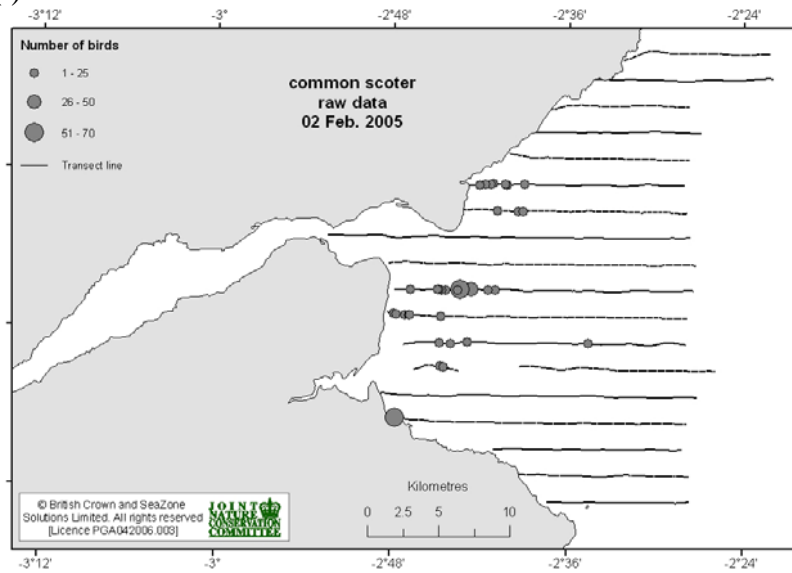 -3°12' -3° -2°48' -2°36' -2°24'
Number of birds
1 - 25
26 - 50
51 - 70
Transect line
common scoter
raw data
02 Feb. 2005
© British Crown and SeaZone
Solutions Limited. All rights reserved
[Licence PGA042006.003]
JOINT
NATURE
CONSERVATION
COMMITTEE
Kilometres
0 2.5 5 10
-3°12' -3° -2°48' -2°36' -2°24'